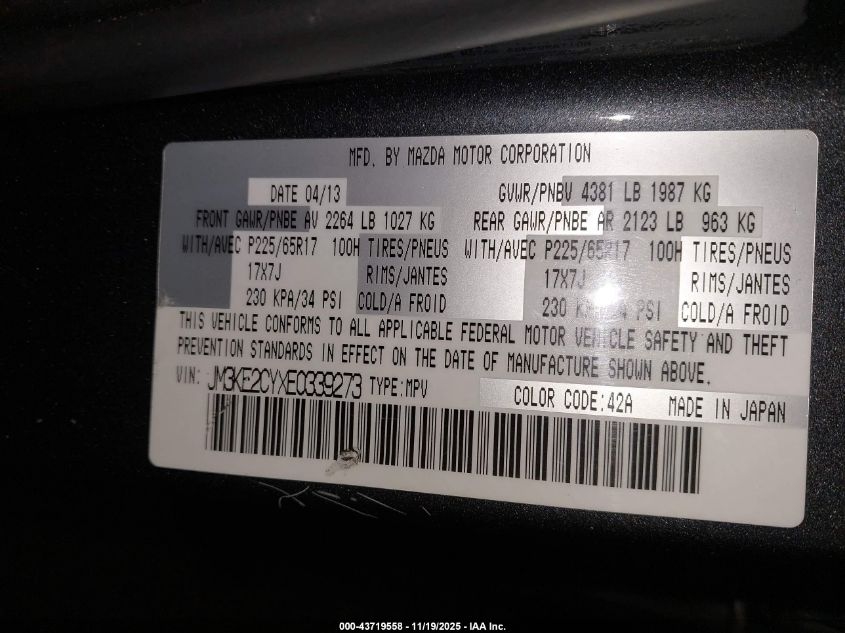 MFD. BY MAZDA MOTOR CORPORATION
DATE 04/13 GVWR/PNBV 4381 LB 1987 KG
FRONT GAWR/PNBE AV 2264 LB 1027 KG REAR GAWR/PNBE AR 2123 LB 963 KG
WITH/AVEC P225/65R17 100H TIRES/PNEUS WITH/AVEC P225/65R17 100H TIRES/PNEUS
17X7J RIMS/JANTES 17X7J RIMS/JANTES
230 KPA/34 PSI COLD/A FROID 230 KPA/34 PSI COLD/A FROID
THIS VEHICLE CONFORMS TO ALL APPLICABLE FEDERAL MOTOR VEHICLE SAFETY AND THEFT
PREVENTION STANDARDS IN EFFECT ON THE DATE OF MANUFACTURE SHOWN ABOVE.
VIN: JM3KE2CYXE0339273 TYPE:MPV COLOR CODE:42A MADE IN JAPAN
000-43719558 - 11/19/2025 - IAA Inc.